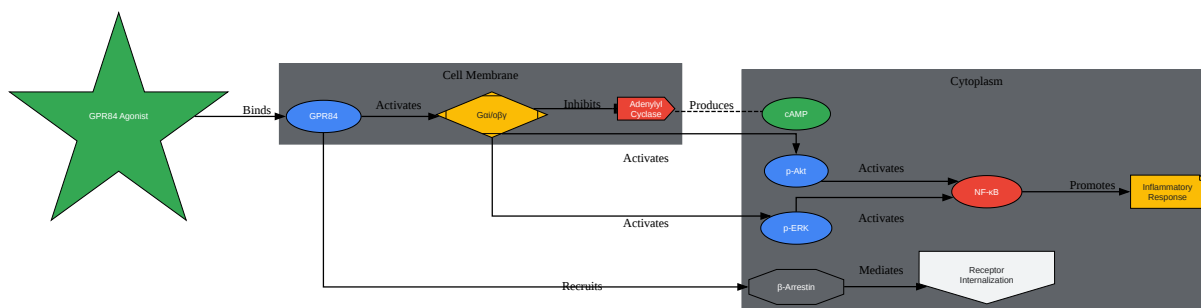 Cell Membrane
Cytoplasm
GPR84 Agonist
Binds
GPR84
Activates
Gαi/oβγ
Inhibits
Adenylyl
Cyclase
Produces
cAMP
Activates
p-Akt
Activates
NF-κB
Promotes
Inflammatory
Response
Activates
p-ERK
Activates
Recruits
β-Arrestin
Mediates
Receptor
Internalization